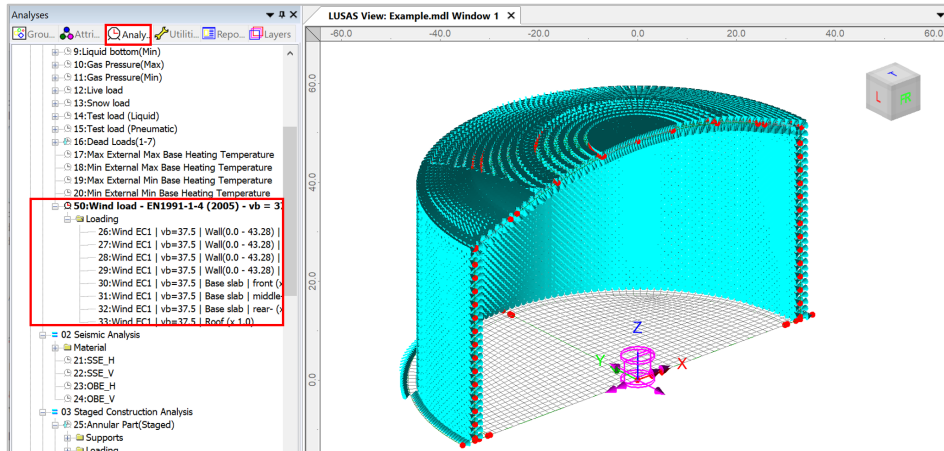 Analyses
Grou... Attri... Analy... Utiliti... Repo... Layers
9:Liquid bottom(Min)
10:Gas Pressure(Max)
11:Gas Pressure(Min)
12:Live load
13:Snow load
14:Test load (Liquid)
15:Test load (Pneumatic)
16:Dead Loads(1-7)
17:Max External Max Base Heating Temperature
18:Min External Max Base Heating Temperature
19:Max External Min Base Heating Temperature
20:Min External Min Base Heating Temperature
50:Wind load - EN1991-1-4 (2005) - vb = 37
Loading
26:Wind EC1 | vb=37.5 | Wall(0.0 - 43.28) |
27:Wind EC1 | vb=37.5 | Wall(0.0 - 43.28) |
28:Wind EC1 | vb=37.5 | Wall(0.0 - 43.28) |
29:Wind EC1 | vb=37.5 | Wall(0.0 - 43.28) |
30:Wind EC1 | vb=37.5 | Base slab | front (x
31:Wind EC1 | vb=37.5 | Base slab | middle-
32:Wind EC1 | vb=37.5 | Base slab | rear- (x
33:Wind EC1 | vb=37.5 | Roof (x 1.0)
02 Seismic Analysis
Material
21:SSE_H
22:SSE_V
23:OBE_H
24:OBE_V
03 Staged Construction Analysis
25:Annular Part(Staged)
Supports
Loading
LUSAS View: Example.mdl Window 1
-60.0 -40.0 -20.0 0.0 20.0 40.0 60.0
60.0
40.0
20.0
0.0
Z
Y
X
L